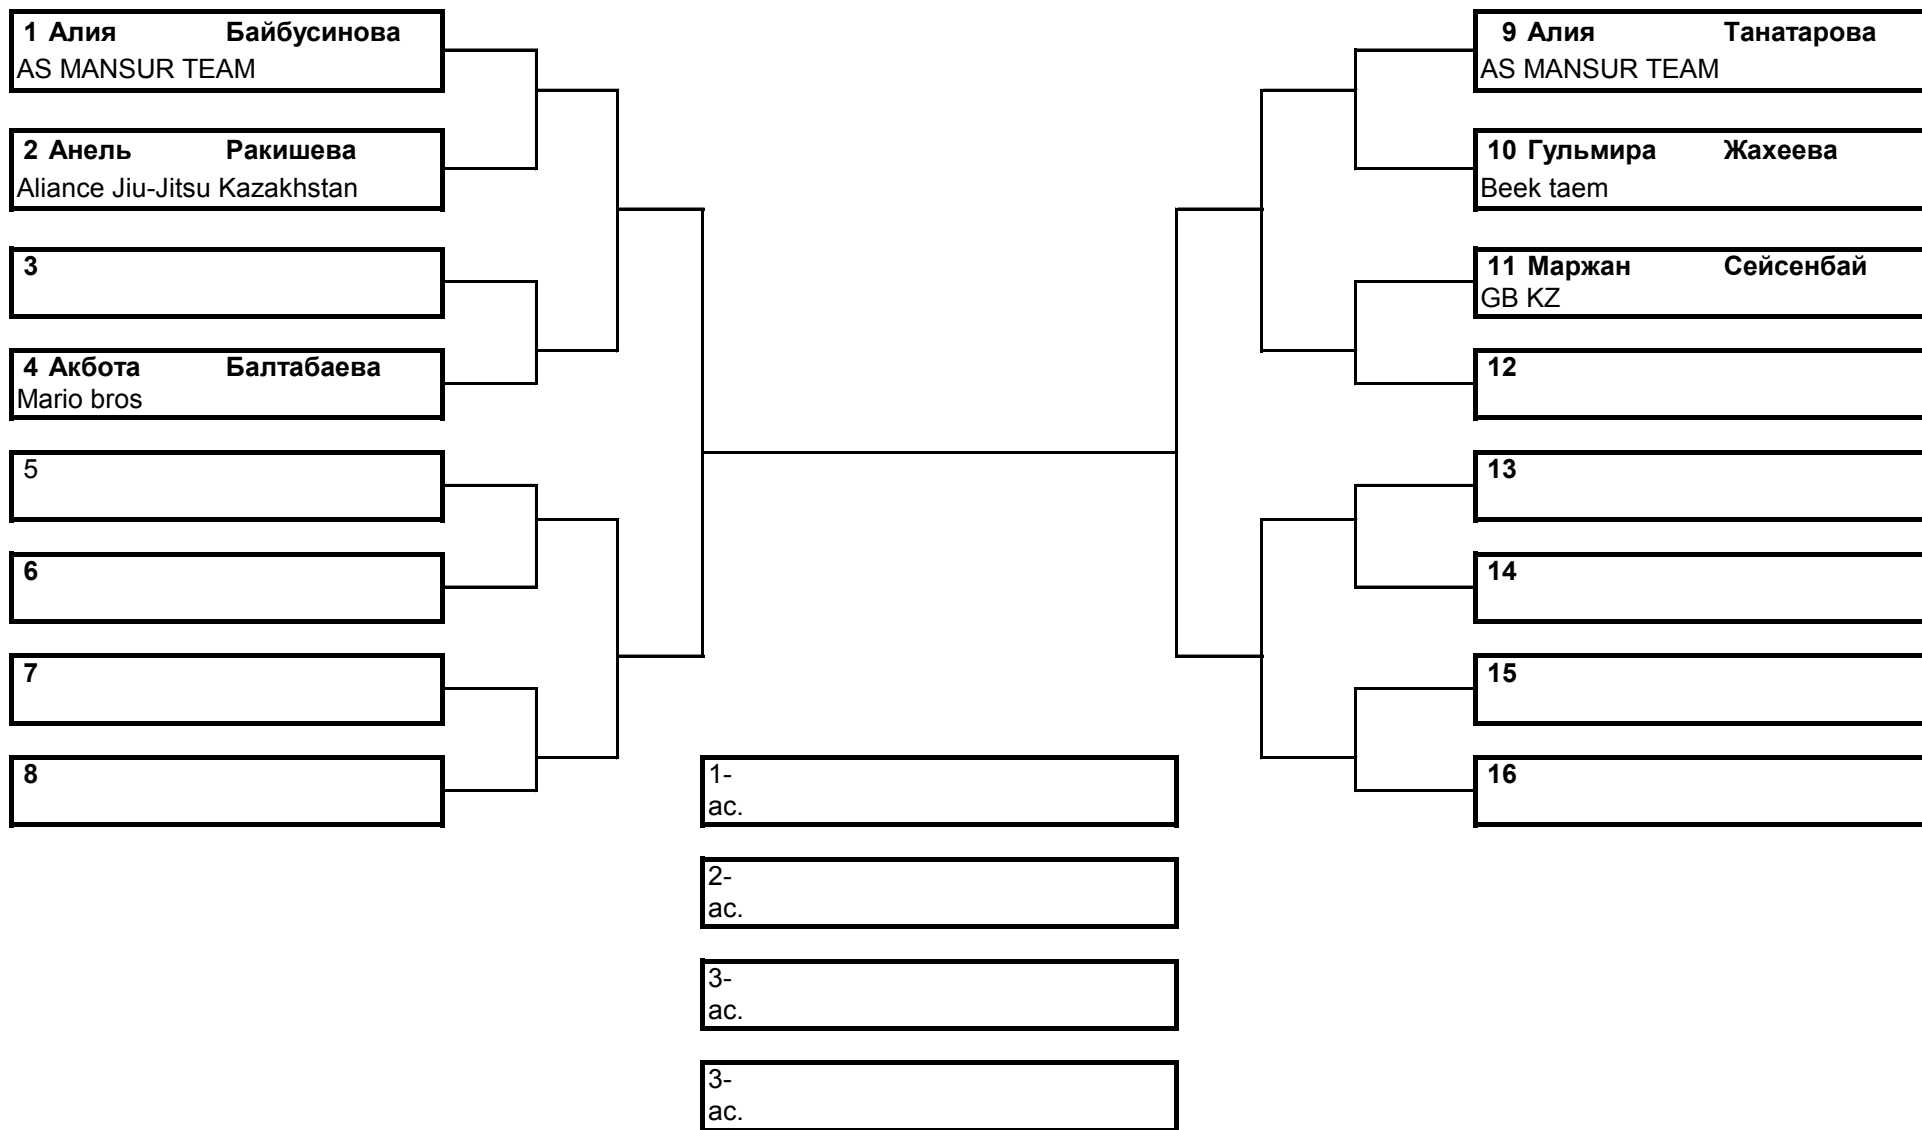 1 Алия Байбусинова
AS MANSUR TEAM
2 Анель Ракишева
Aliance Jiu-Jitsu Kazakhstan
3
4 Акбота Балтабаева
Mario bros
5
6
7
8
9 Алия Танатарова
AS MANSUR TEAM
10 Гульмира Жахеева
Beek taem
11 Маржан Сейсенбай
GB KZ
12
13
14
15
16
1-
ас.
2-
ас.
3-
ас.
3-
ас.